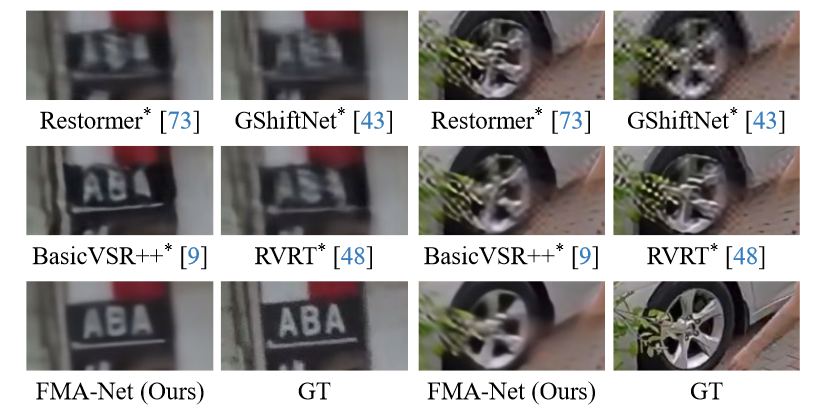 Restormer* [73] GShiftNet* [43] Restormer* [73] GShiftNet* [43]
ABA
BasicVSR++* [9] RVRT* [48] BasicVSR++* [9] RVRT* [48]
ABA ABA
FMA-Net (Ours) GT FMA-Net (Ours) GT